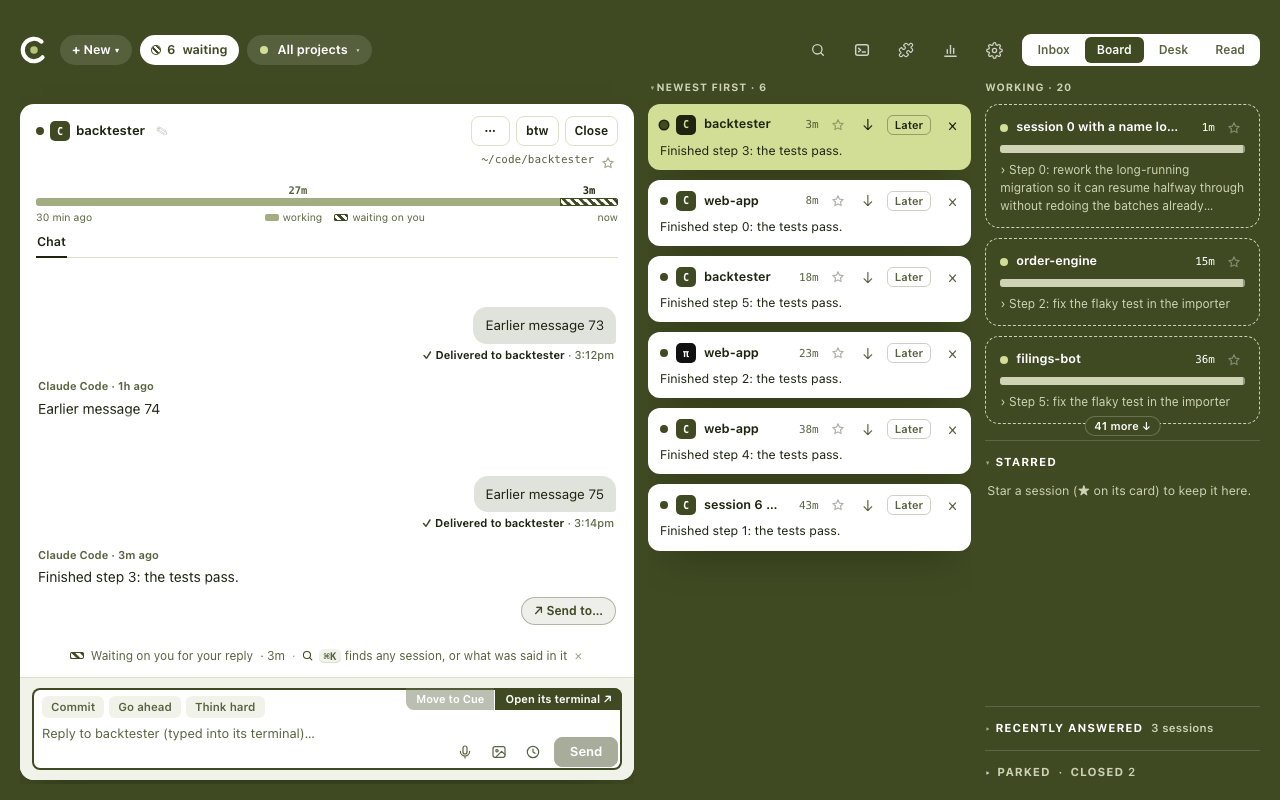 + New ▾
6 waiting
All projects
Inbox
Board
Desk
Read
C backtester
...
btw
Close
~/code/backtester
27m
3m
30 min ago
working
waiting on you
now
Chat
Earlier message 73
✓ Delivered to backtester · 3:12pm
Claude Code · 1h ago
Earlier message 74
Earlier message 75
✓ Delivered to backtester · 3:14pm
Claude Code · 3m ago
Finished step 3: the tests pass.
↗ Send to...
Waiting on you for your reply · 3m · ⌘K finds any session, or what was said in it ×
Commit
Go ahead
Think hard
Move to Cue
Open its terminal ↗
Reply to backtester (typed into its terminal)...
Send
NEWEST FIRST · 6
C backtester 3m ☆ ↓ Later ×
Finished step 3: the tests pass.
C web-app 8m ☆ ↓ Later ×
Finished step 0: the tests pass.
C backtester 18m ☆ ↓ Later ×
Finished step 5: the tests pass.
π web-app 23m ☆ ↓ Later ×
Finished step 2: the tests pass.
C web-app 38m ☆ ↓ Later ×
Finished step 4: the tests pass.
C session 6 ... 43m ☆ ↓ Later ×
Finished step 1: the tests pass.
WORKING · 20
session 0 with a name lo... 1m ☆
› Step 0: rework the long-running
migration so it can resume halfway through
without redoing the batches already...
order-engine 15m ☆
› Step 2: fix the flaky test in the importer
filings-bot 36m ☆
› Step 5: fix the flaky test in the importer
41 more ↓
STARRED
Star a session (★ on its card) to keep it here.
RECENTLY ANSWERED 3 sessions
PARKED · CLOSED 2